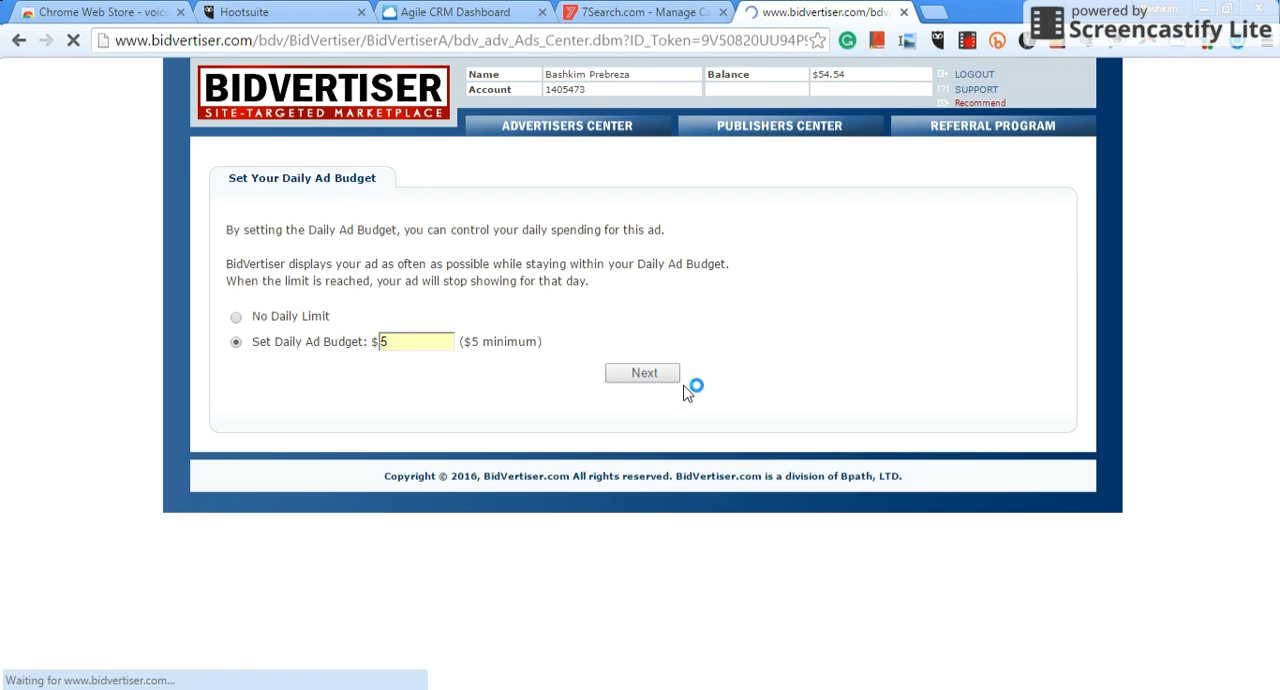 Chrome Web Store - voice
Hootsuite
Agile CRM Dashboard
7Search.com - Manage Ca
www.bidvertiser.com/bdv
powered by
Screencastify Lite
www.bidvertiser.com/bdv/BidVertiser/BidVertiserA/bdv_adv_Ads_Center.dbm?ID_Token=9V50820UU94P9
BIDVERTISER
SITE-TARGETED MARKETPLACE
Name Bashkim Prebreza Balance $54.54
Account 1405473
LOGOUT
SUPPORT
Recommend
ADVERTISERS CENTER PUBLISHERS CENTER REFERRAL PROGRAM
Set Your Daily Ad Budget
By setting the Daily Ad Budget, you can control your daily spending for this ad.
BidVertiser displays your ad as often as possible while staying within your Daily Ad Budget.
When the limit is reached, your ad will stop showing for that day.
No Daily Limit
Set Daily Ad Budget: $5 ($5 minimum)
Next
Copyright © 2016, BidVertiser.com All rights reserved. BidVertiser.com is a division of Bpath, LTD.
Waiting for www.bidvertiser.com...